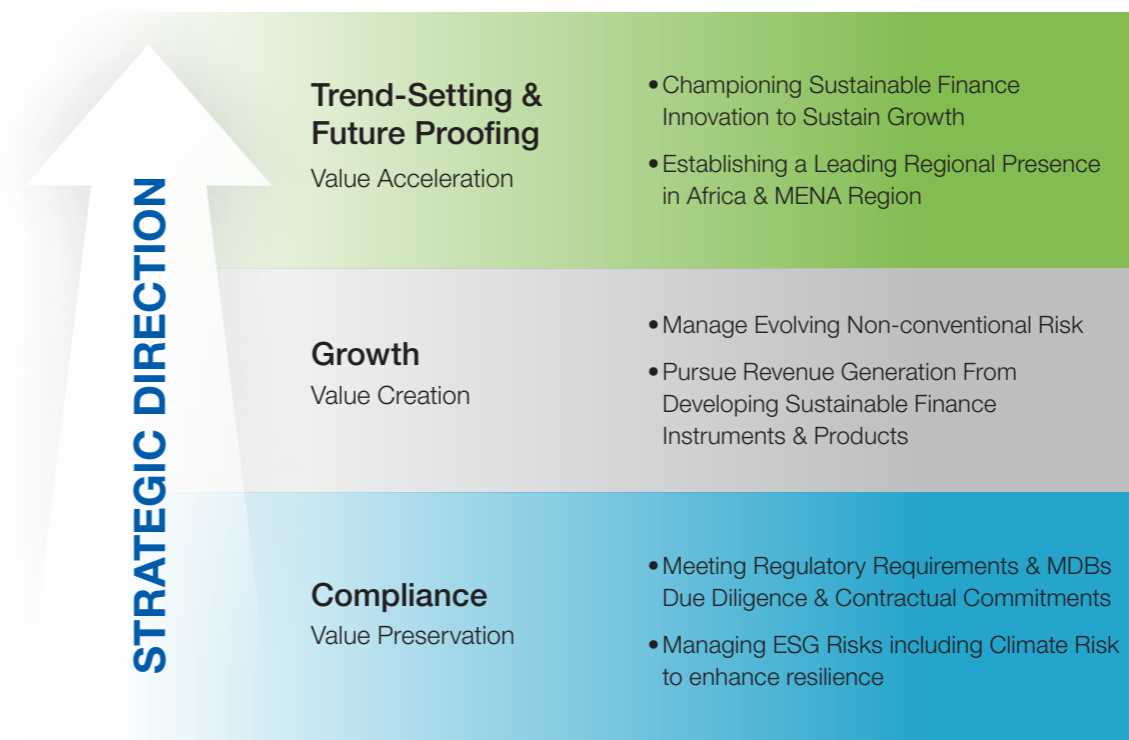 STRATEGIC DIRECTION
Trend-Setting &
Future Proofing
Value Acceleration
• Championing Sustainable Finance
Innovation to Sustain Growth
• Establishing a Leading Regional Presence
in Africa & MENA Region
Growth
Value Creation
• Manage Evolving Non-conventional Risk
• Pursue Revenue Generation From
Developing Sustainable Finance
Instruments & Products
Compliance
Value Preservation
• Meeting Regulatory Requirements & MDBs
Due Diligence & Contractual Commitments
• Managing ESG Risks including Climate Risk
to enhance resilience